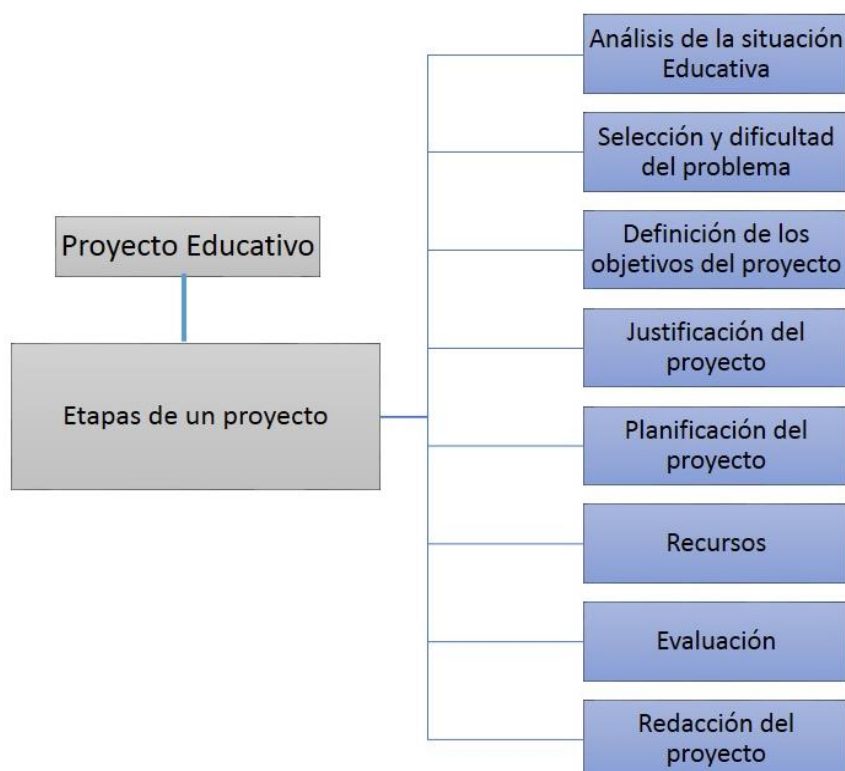 Proyecto Educativo
Etapas de un proyecto
Análisis de la situación
Educativa
Selección y dificultad
del problema
Definición de los
objetivos del proyecto
Justificación del
proyecto
Planificación del
proyecto
Recursos
Evaluación
Redacción del
proyecto